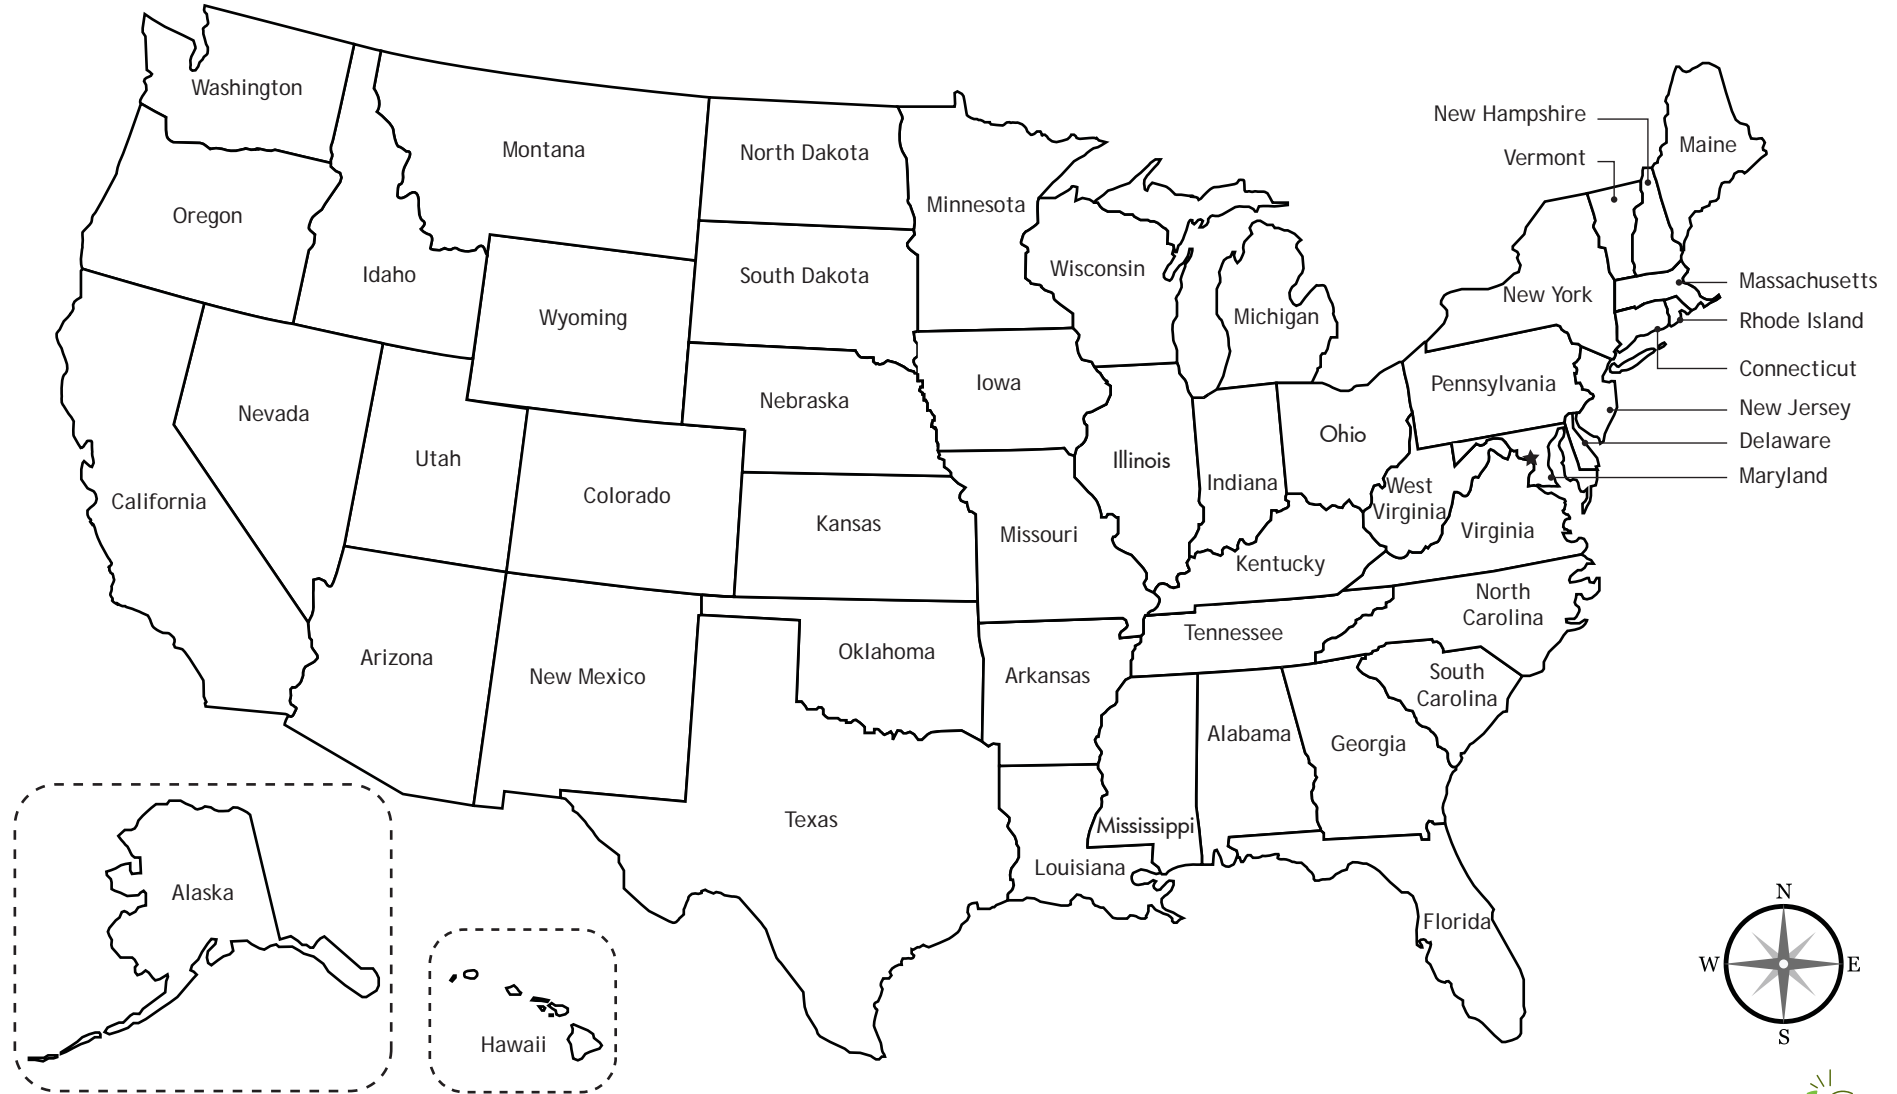 Washington
Montana
North Dakota
Minnesota
New Hampshire
Vermont
Maine
Oregon
Idaho
Wyoming
South Dakota
Wisconsin
Michigan
New York
Massachusetts
Rhode Island
Connecticut
New Jersey
Delaware
Maryland
Pennsylvania
Iowa
Nebraska
Nevada
Utah
California
Colorado
Kansas
Missouri
Illinois
Indiana
Ohio
West
Virginia
Virginia
Kentucky
North
Carolina
Tennessee
South
Carolina
Arizona
New Mexico
Oklahoma
Arkansas
Mississippi
Alabama
Georgia
Texas
Louisiana
Florida
Alaska
Hawaii
N
W
E
S